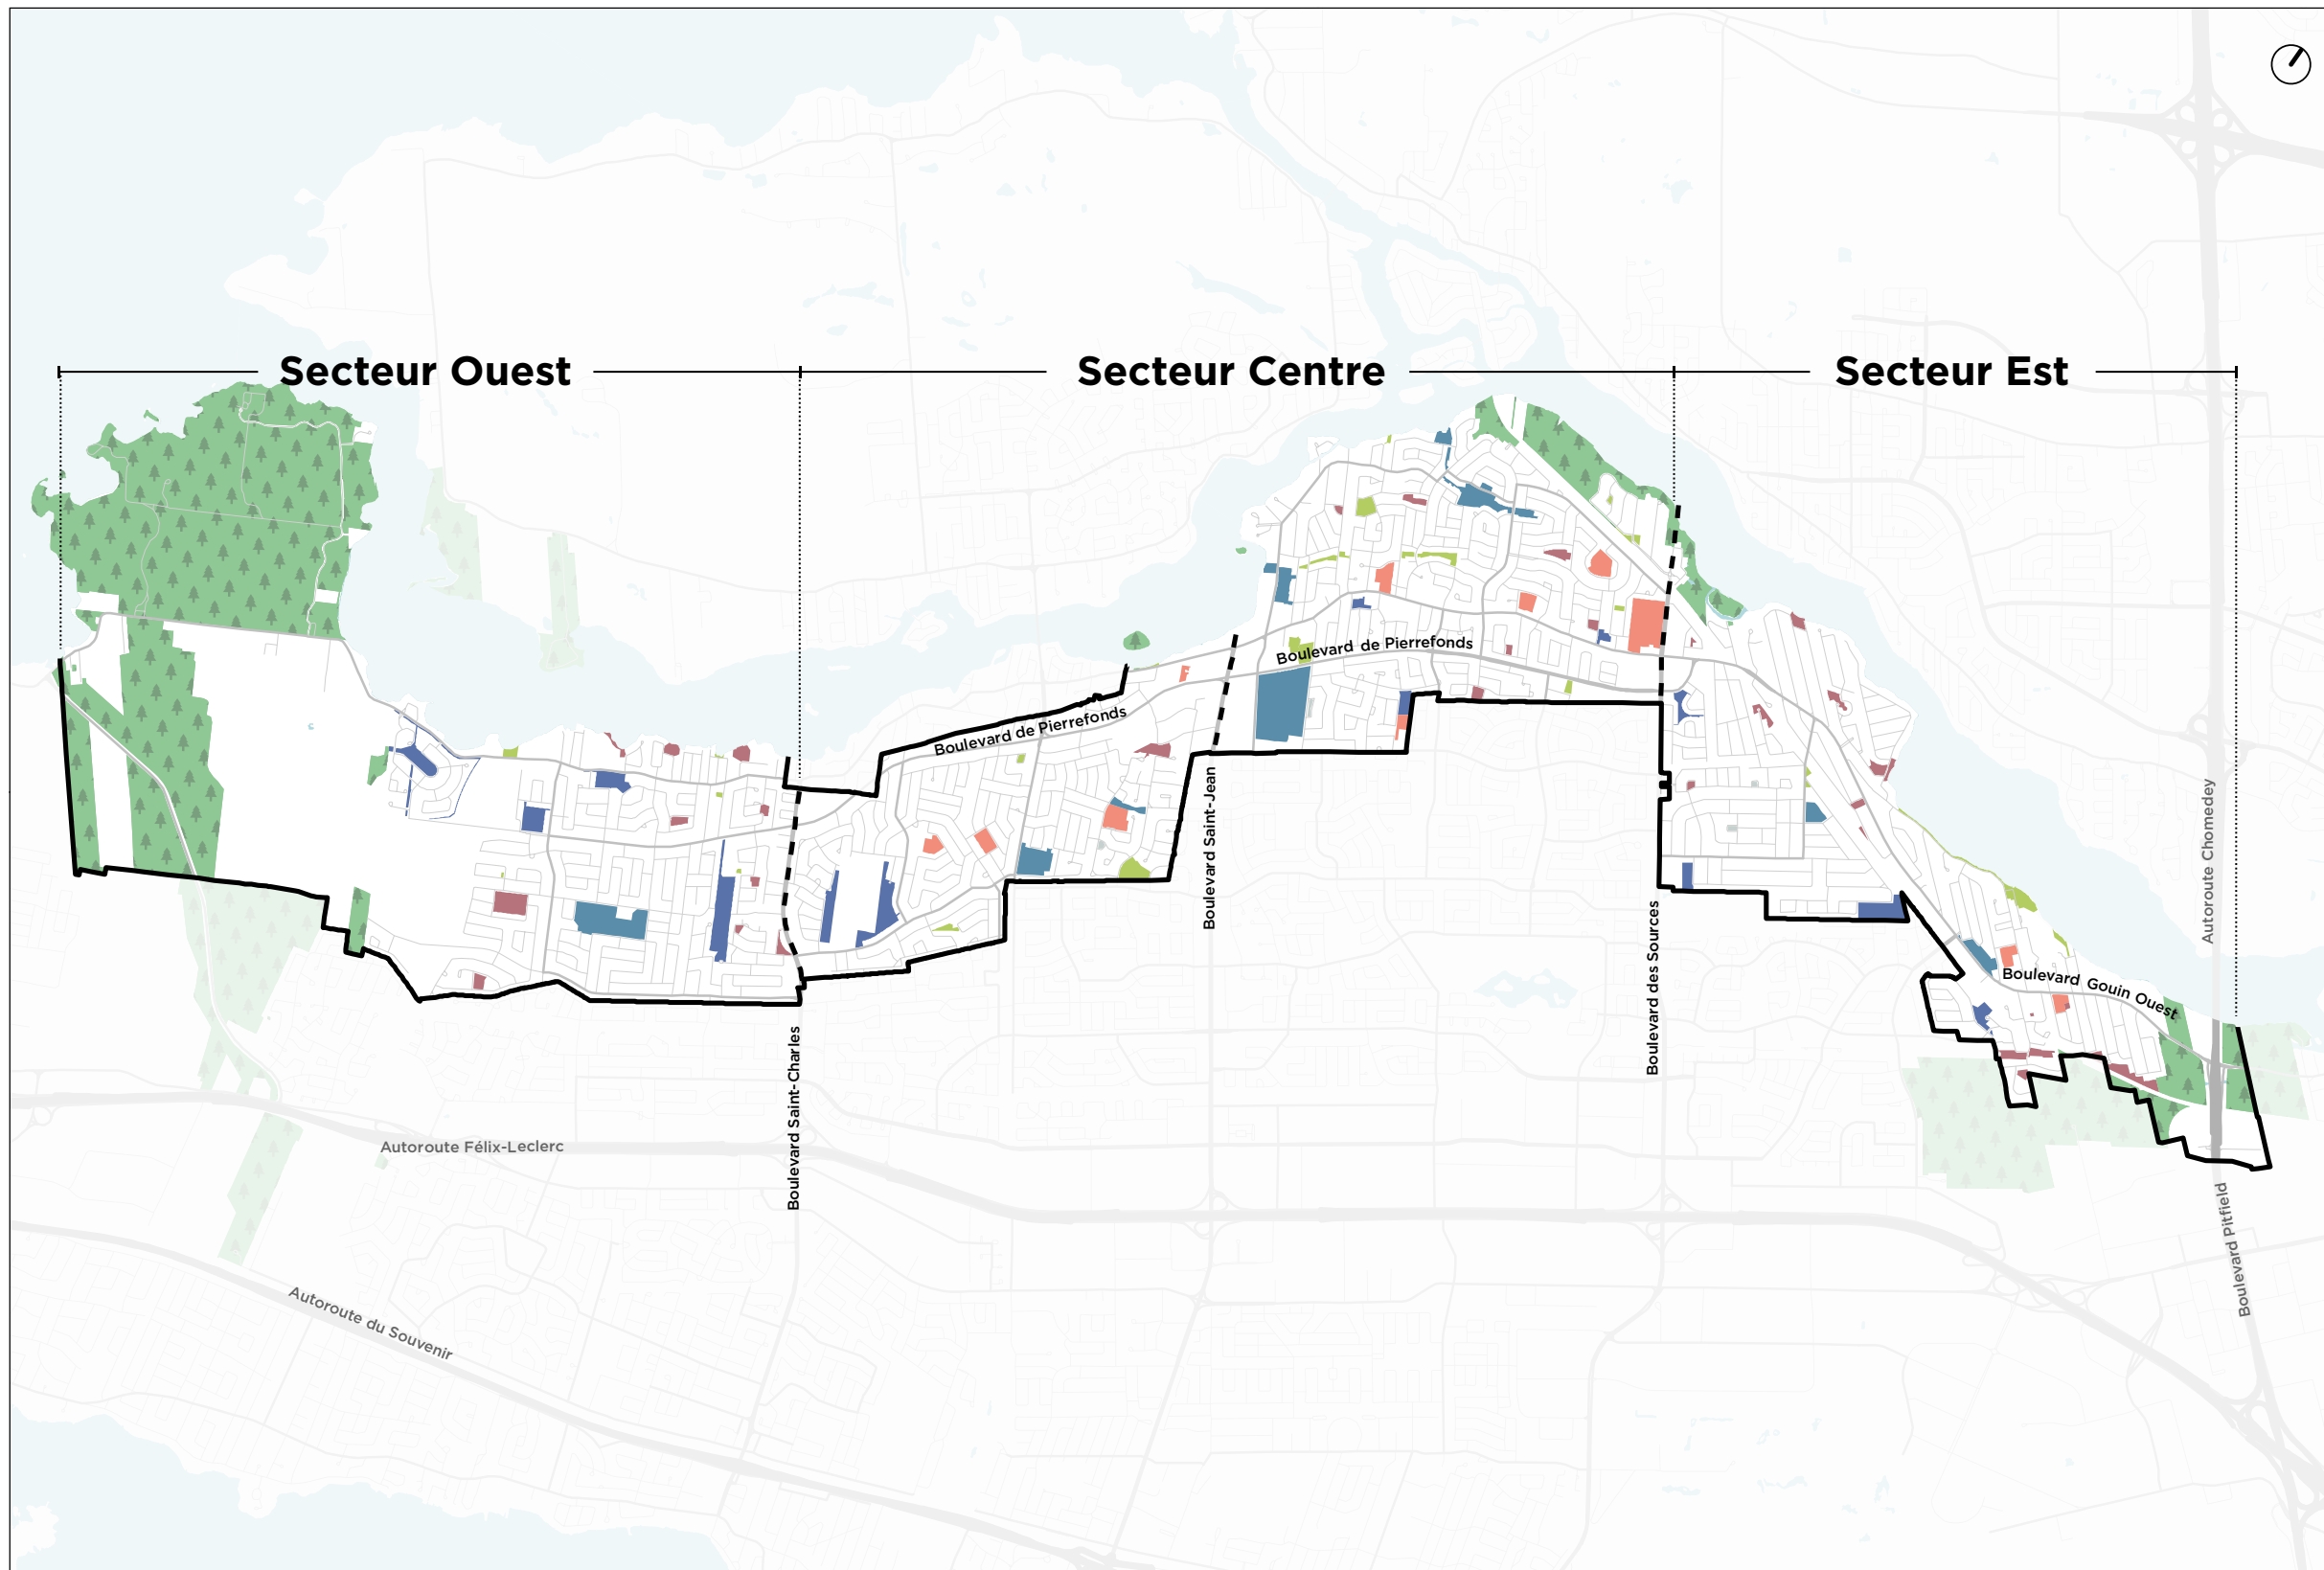 Secteur Ouest
Secteur Centre
Secteur Est
Boulevard de Pierrefonds
Boulevard de Pierrefonds
Boulevard Saint-Jean
Boulevard des Sources
Autoroute Chomedey
Boulevard Gouin Ouest
Boulevard Saint-Charles
Autoroute Félix-Leclerc
Boulevard Pitfield
Autoroute du Souvenir